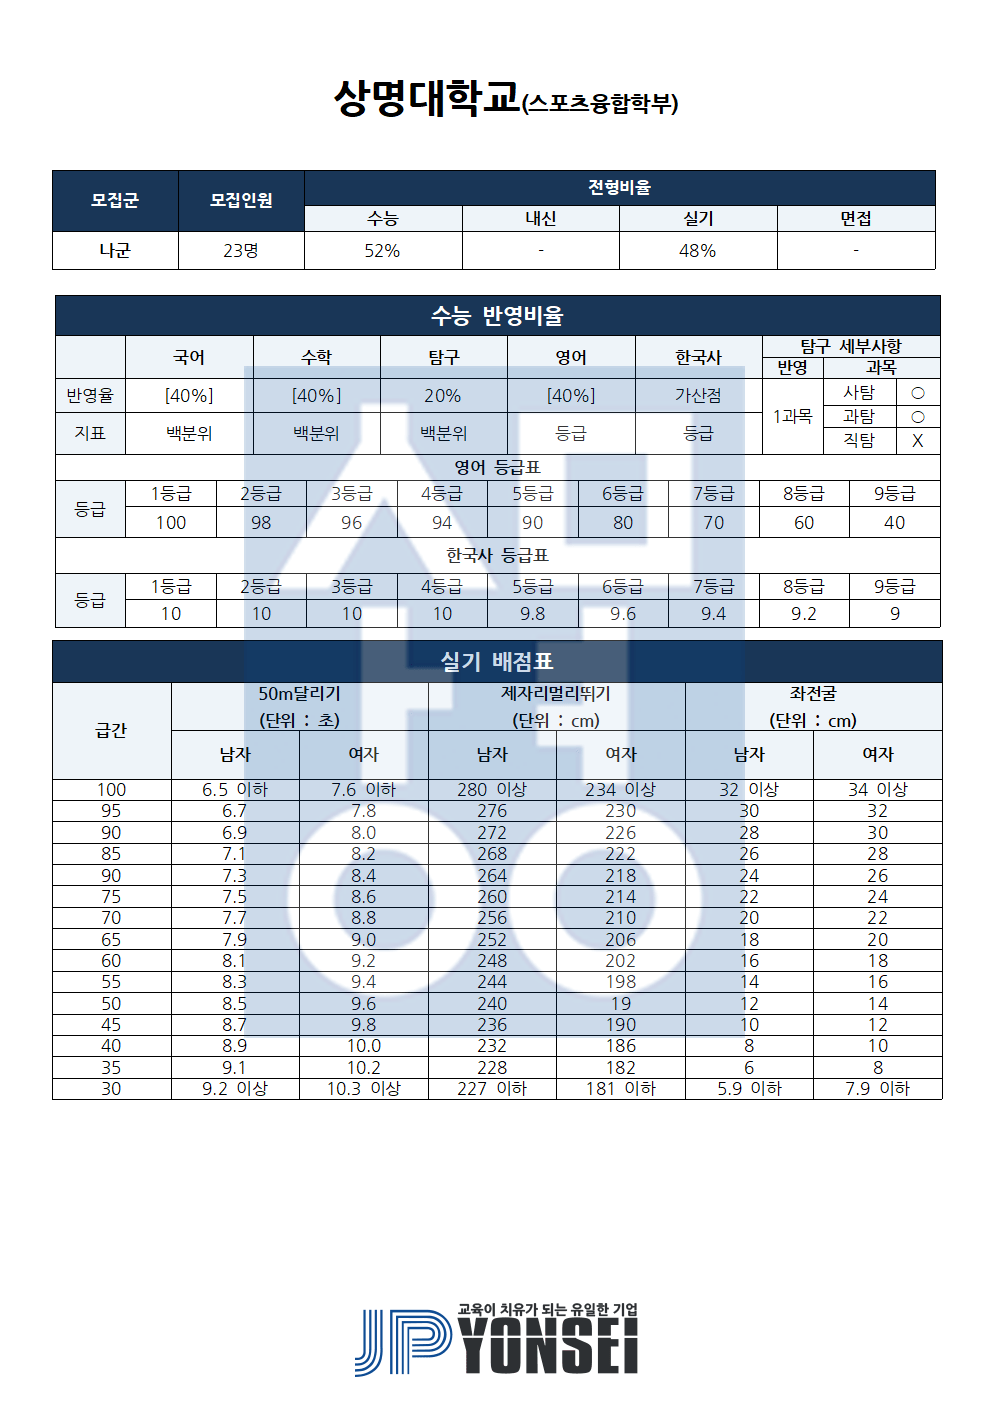 상명대학교(스포츠융합학부)
모집군 모집인원 전형비율
수능 내신 실기 면접
나군 23명 52% - 48% -
수능 반영비율
국어 수학 탐구 영어 한국사 탐구 세부사항
반영 과목
반영율 [40%] [40%] 20% [40%] 가산점 1과목 사탐 ○
과탐 ○
지표 백분위 백분위 백분위 등급 등급 직탐 X
영어 등급표
등급 1등급 2등급 3등급 4등급 5등급 6등급 7등급 8등급 9등급
100 98 96 94 90 80 70 60 40
한국사 등급표
등급 1등급 2등급 3등급 4등급 5등급 6등급 7등급 8등급 9등급
10 10 10 10 9.8 9.6 9.4 9.2 9
실기 배점표
급간 50m달리기 제자리멀리뛰기 좌전굴
(단위 : 초) (단위 : cm) (단위 : cm)
남자 여자 남자 여자 남자 여자
100 6.5 이하 7.6 이하 280 이상 234 이상 32 이상 34 이상
95 6.7 7.8 276 230 30 32
90 6.9 8.0 272 226 28 30
85 7.1 8.2 268 222 26 28
90 7.3 8.4 264 218 24 26
75 7.5 8.6 260 214 22 24
70 7.7 8.8 256 210 20 22
65 7.9 9.0 252 206 18 20
60 8.1 9.2 248 202 16 18
55 8.3 9.4 244 198 14 16
50 8.5 9.6 240 19 12 14
45 8.7 9.8 236 190 10 12
40 8.9 10.0 232 186 8 10
35 9.1 10.2 228 182 6 8
30 9.2 이상 10.3 이상 227 이하 181 이하 5.9 이하 7.9 이하
교육이 치유가 되는 유일한 기업
JP YONSEI